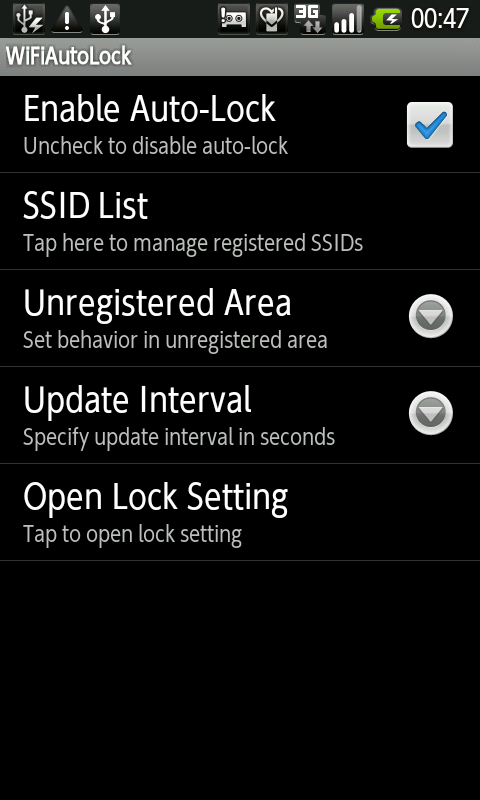 3G 00:47
WiFiAutoLock
Enable Auto-Lock
Uncheck to disable auto-lock
SSID List
Tap here to manage registered SSIDs
Unregistered Area
Set behavior in unregistered area
Update Interval
Specify update interval in seconds
Open Lock Setting
Tap to open lock setting